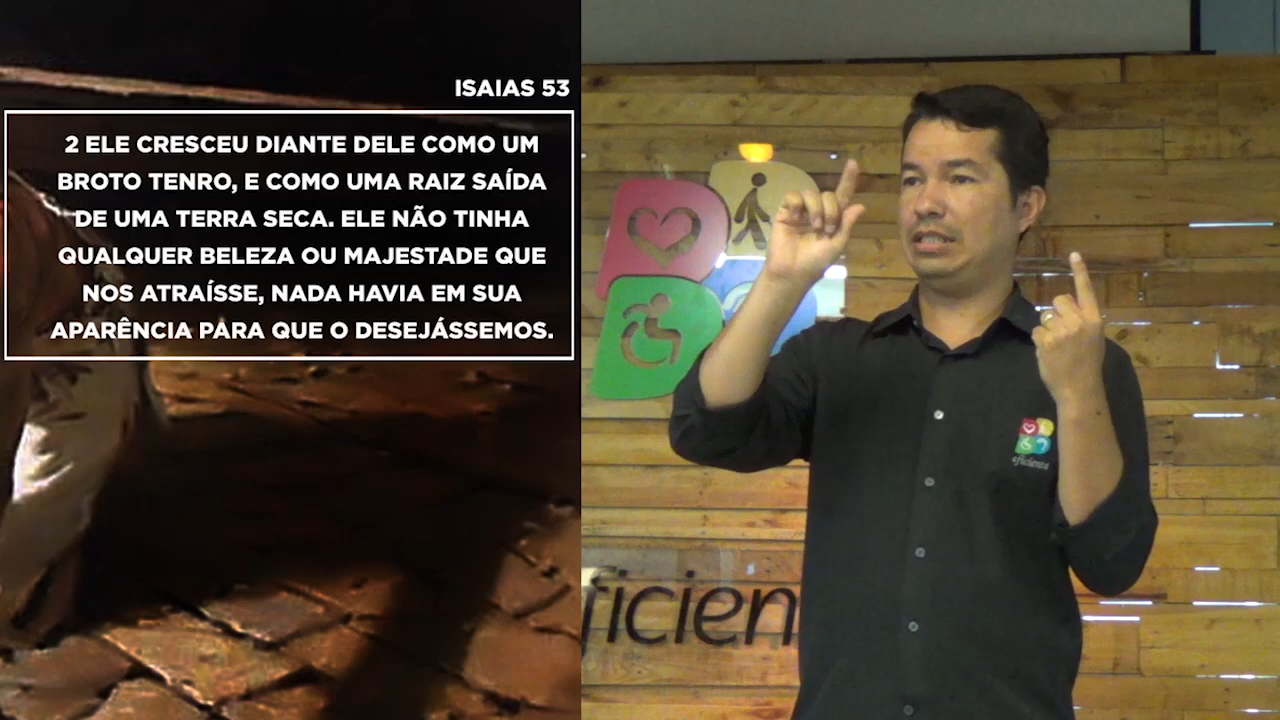 ISAIAS 53
2 ELE CRESCEU DIANTE DELE COMO UM
BROTO TENRO, E COMO UMA RAIZ SAÍDA
DE UMA TERRA SECA. ELE NÃO TINHA
QUALQUER BELEZA OU MAJESTADE QUE
NOS ATRAÍSSE, NADA HAVIA EM SUA
APARÊNCIA PARA QUE O DESEJÁSSEMOS.
eficiente
ficien